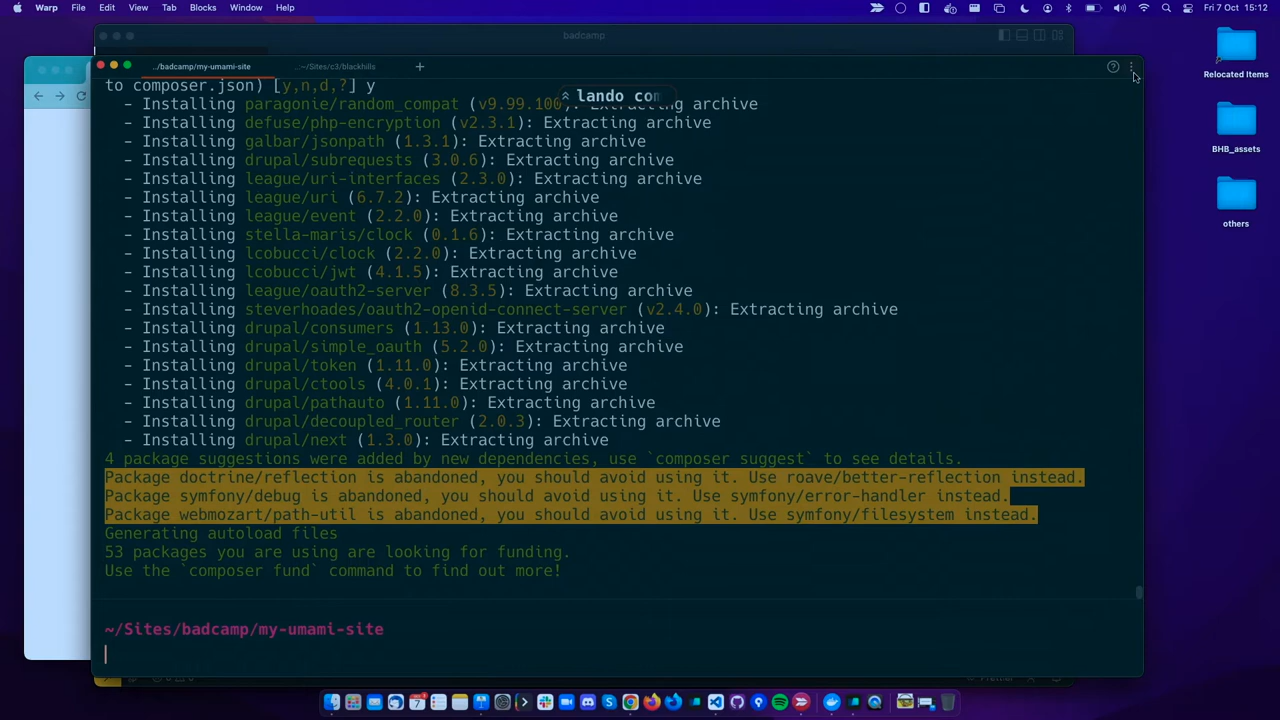 Warp File Edit View Tab Blocks Window Help Fri 7 Oct 15:12
badcamp
../badcamp/my-umami-site ..:~/Sites/c3/blackhills
to composer.json) [y,n,d,?] y
lando com
- Installing paragonie/random_compat (v9.99.100): Extracting archive
- Installing defuse/php-encryption (v2.3.1): Extracting archive
- Installing galbar/jsonpath (1.3.1): Extracting archive
- Installing drupal/subrequests (3.0.6): Extracting archive
- Installing league/uri-interfaces (2.3.0): Extracting archive
- Installing league/uri (6.7.2): Extracting archive
- Installing league/event (2.2.0): Extracting archive
- Installing stella-maris/clock (0.1.6): Extracting archive
- Installing lcobucci/clock (2.2.0): Extracting archive
- Installing lcobucci/jwt (4.1.5): Extracting archive
- Installing league/oauth2-server (8.3.5): Extracting archive
- Installing steverhoades/oauth2-openid-connect-server (v2.4.0): Extracting archive
- Installing drupal/consumers (1.13.0): Extracting archive
- Installing drupal/simple_oauth (5.2.0): Extracting archive
- Installing drupal/token (1.11.0): Extracting archive
- Installing drupal/ctools (4.0.1): Extracting archive
- Installing drupal/pathauto (1.11.0): Extracting archive
- Installing drupal/decoupled_router (2.0.3): Extracting archive
- Installing drupal/next (1.3.0): Extracting archive
4 package suggestions were added by new dependencies, use `composer suggest` to see details.
Package doctrine/reflection is abandoned, you should avoid using it. Use roave/better-reflection instead.
Package symfony/debug is abandoned, you should avoid using it. Use symfony/error-handler instead.
Package webmozart/path-util is abandoned, you should avoid using it. Use symfony/filesystem instead.
Generating autoload files
53 packages you are using are looking for funding.
Use the `composer fund` command to find out more!
~/Sites/badcamp/my-umami-site
Relocated Items
BHB_assets
others